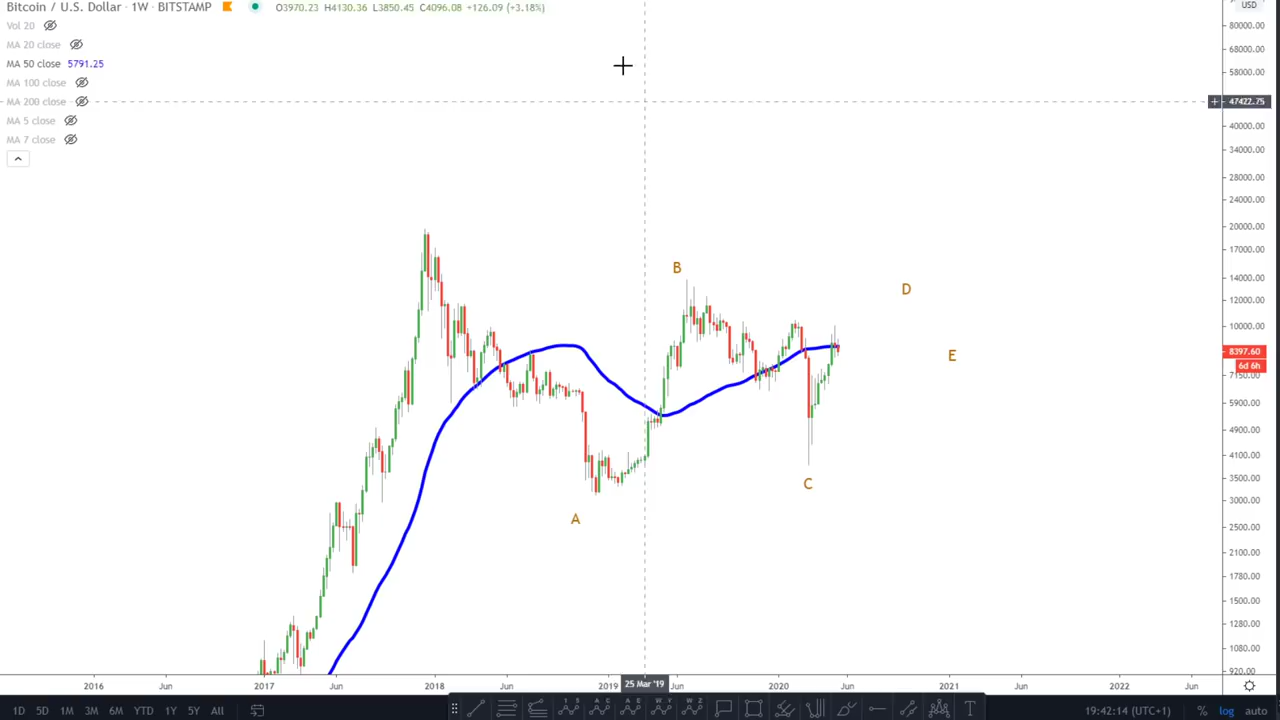 Bitcoin / U.S. Dollar · 1W · BITSTAMP O3970.23 H4130.36 L3850.45 C4096.08 +126.09 (+3.18%)
Vol 20
MA 20 close
MA 50 close 5791.25
MA 100 close
MA 200 close
MA 5 close
MA 7 close
USD
80000.00
68000.00
58000.00
47422.75
40000.00
34000.00
28000.00
24000.00
20000.00
17000.00
14000.00
12000.00
10000.00
8397.60
6d 6h
7150.00
5900.00
4900.00
4100.00
3500.00
3000.00
2500.00
2100.00
1780.00
1500.00
1280.00
1080.00
920.00
B
D
E
C
A
2016 Jun 2017 Jun 2018 Jun 2019 25 Mar '19 Jun 2020 Jun 2021 Jun 2022 Jun
1D 5D 1M 3M 6M YTD 1Y 5Y All 19:42:14 (UTC+1) % log auto